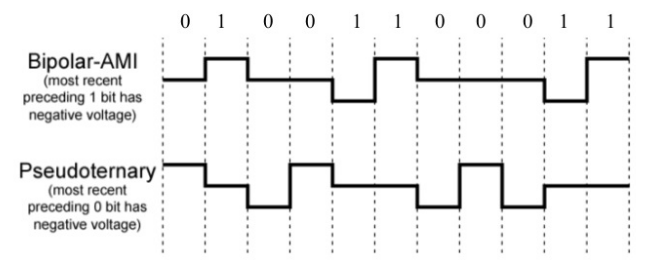 0 1 0 0 1 1 0 0 0 1 1
Bipolar-AMI
(most recent
preceding 1 bit has
negative voltage)
Pseudoternary
(most recent
preceding 0 bit has
negative voltage)